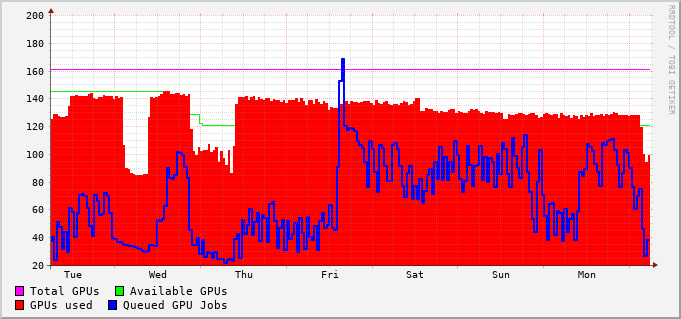 200
180
160
140
120
100
80
60
40
20
Tue Wed Thu Fri Sat Sun Mon
Total GPUs Available GPUs
GPUs used Queued GPU Jobs
RRDTOOL / TOBI OETIKER